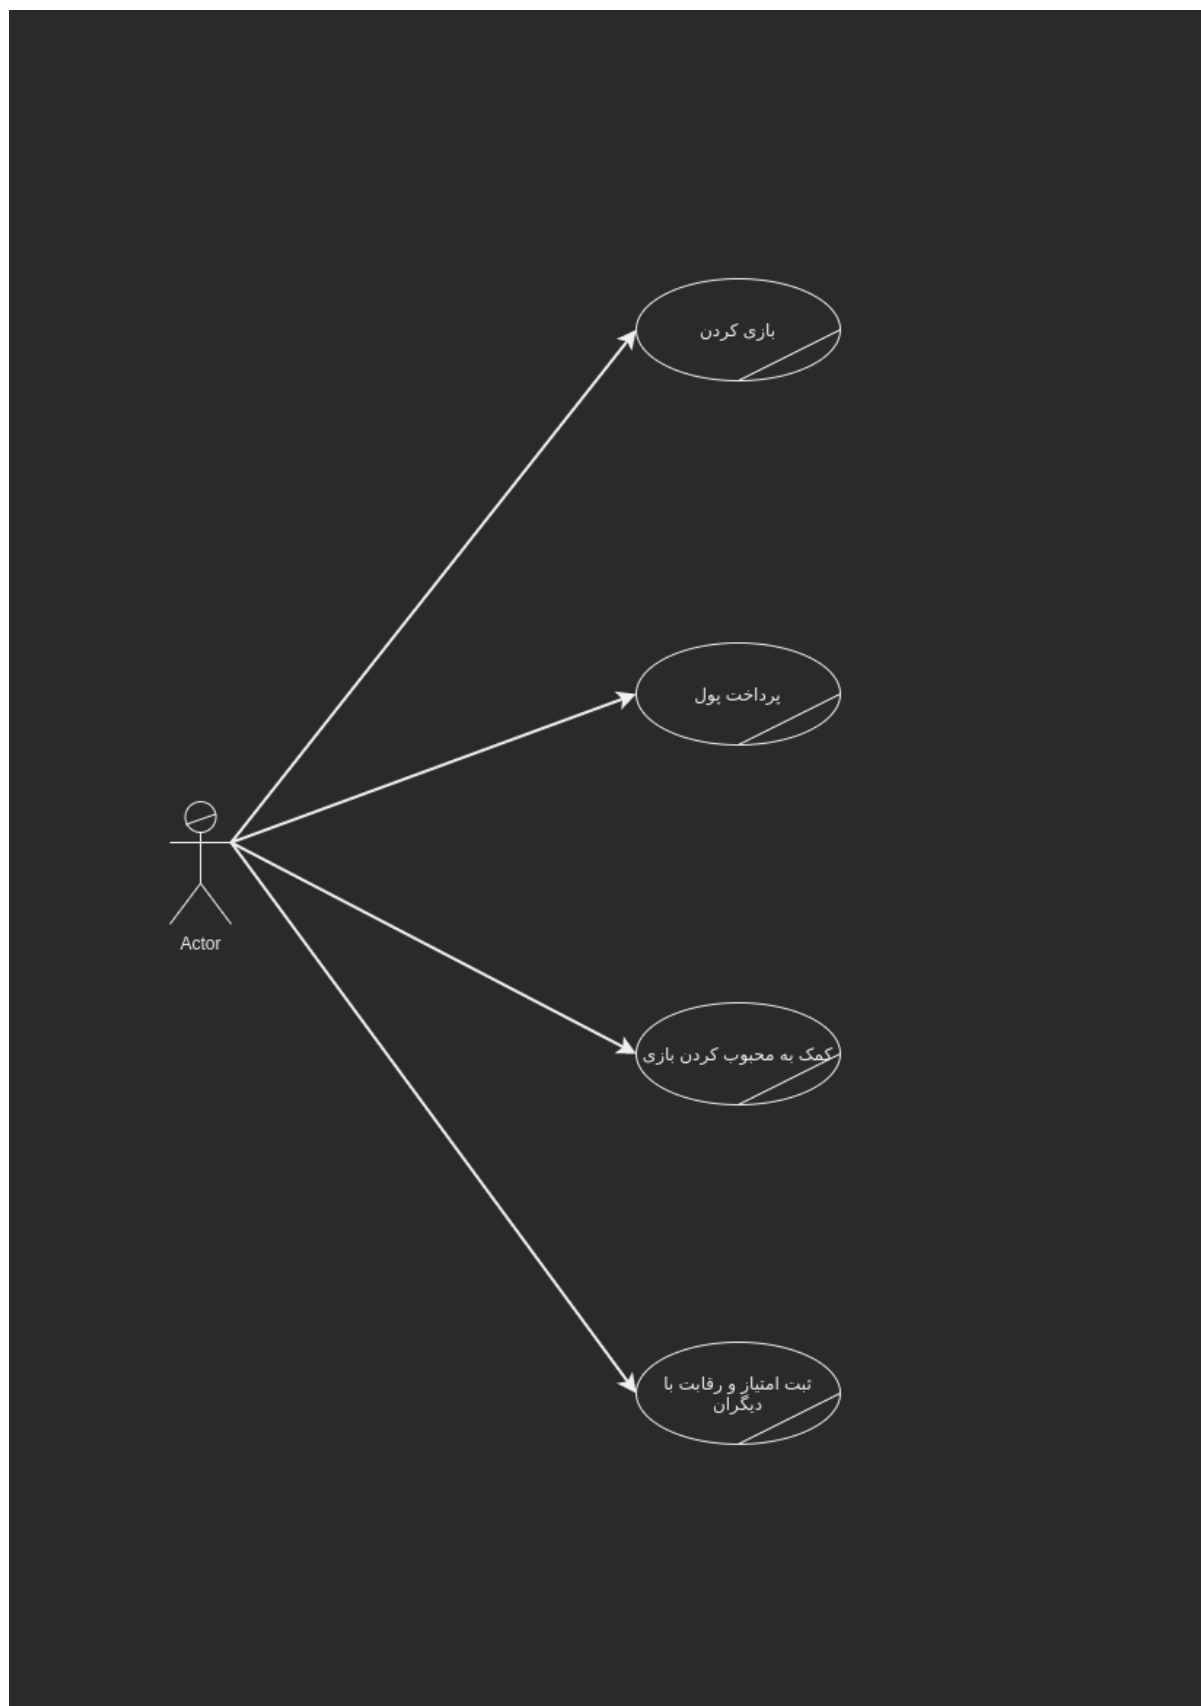 بازی کردن
پرداخت پول
Actor
کمک به محبوب کردن بازی
ثبت امتیاز و رقابت با
دیگران